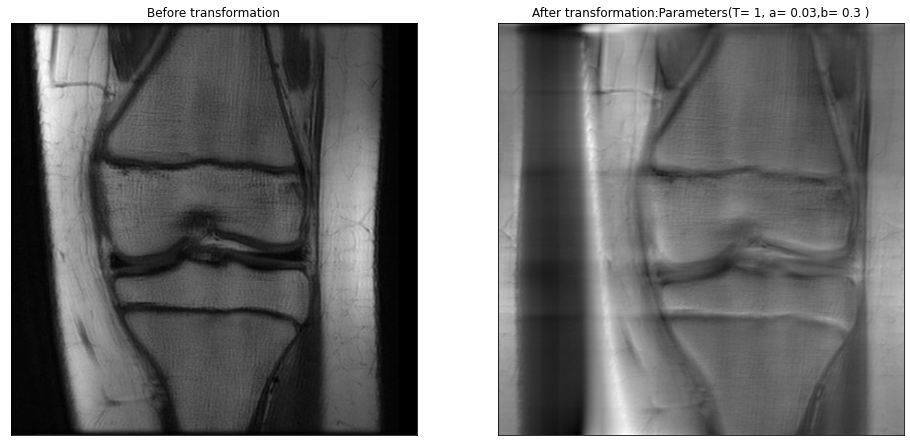 Before transformation
After transformation:Parameters(T= 1, a= 0.03,b= 0.3 )